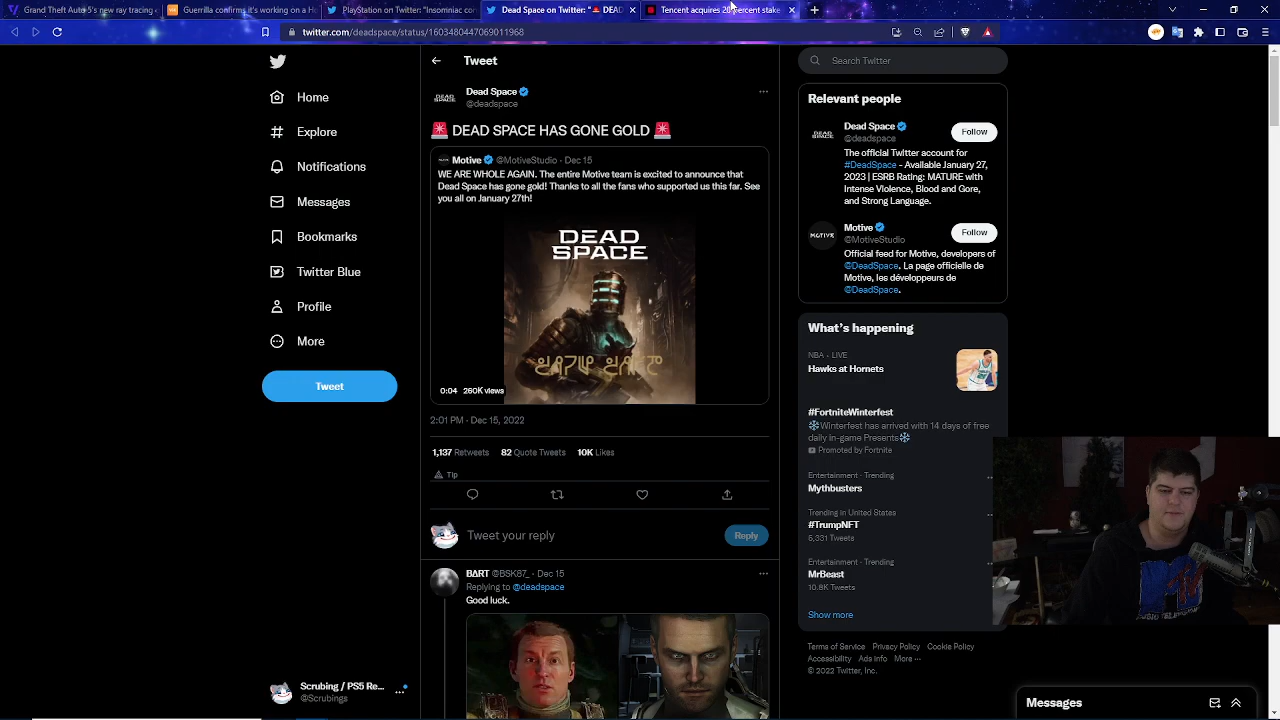 Grand Theft Auto 5's new ray tracing
Guerrilla confirms it's working on a Ho
PlayStation on Twitter: "Insomniac co
Dead Space on Twitter: "🚨 DEAD
Tencent acquires 20 percent stake
twitter.com/deadspace/status/1603480447069011968
Home
Explore
Notifications
Messages
Bookmarks
Twitter Blue
Profile
More
Tweet
Scrubing / PS5 Re...
@Scrubings
Tweet
Dead Space
@deadspace
🚨 DEAD SPACE HAS GONE GOLD 🚨
Motive @MotiveStudio · Dec 15
WE ARE WHOLE AGAIN. The entire Motive team is excited to announce that
Dead Space has gone gold! Thanks to all the fans who supported us this far. See
you all on January 27th!
DEAD
SPACE
0:04 260K views
2:01 PM · Dec 15, 2022
1,137 Retweets 82 Quote Tweets 10K Likes
Tip
Tweet your reply
Reply
BART @BSK87_ · Dec 15
Replying to @deadspace
Good luck.
Search Twitter
Relevant people
Dead Space
@deadspace
Follow
The official Twitter account for
#DeadSpace - Available January 27,
2023 | ESRB Rating: MATURE with
Intense Violence, Blood and Gore,
and Strong Language.
Motive
@MotiveStudio
Follow
Official feed for Motive, developers of
@DeadSpace. La page officielle de
Motive, les développeurs de
@DeadSpace.
What's happening
NBA · LIVE
Hawks at Hornets
#FortniteWinterfest
❄Winterfest has arrived with 14 days of free
daily in-game Presents❄
Promoted by Fortnite
Entertainment · Trending
Mythbusters
Trending in United States
#TrumpNFT
5,331 Tweets
Entertainment · Trending
MrBeast
10.8K Tweets
Show more
Terms of Service Privacy Policy Cookie Policy
Accessibility Ads info More ...
© 2022 Twitter, Inc.
Messages